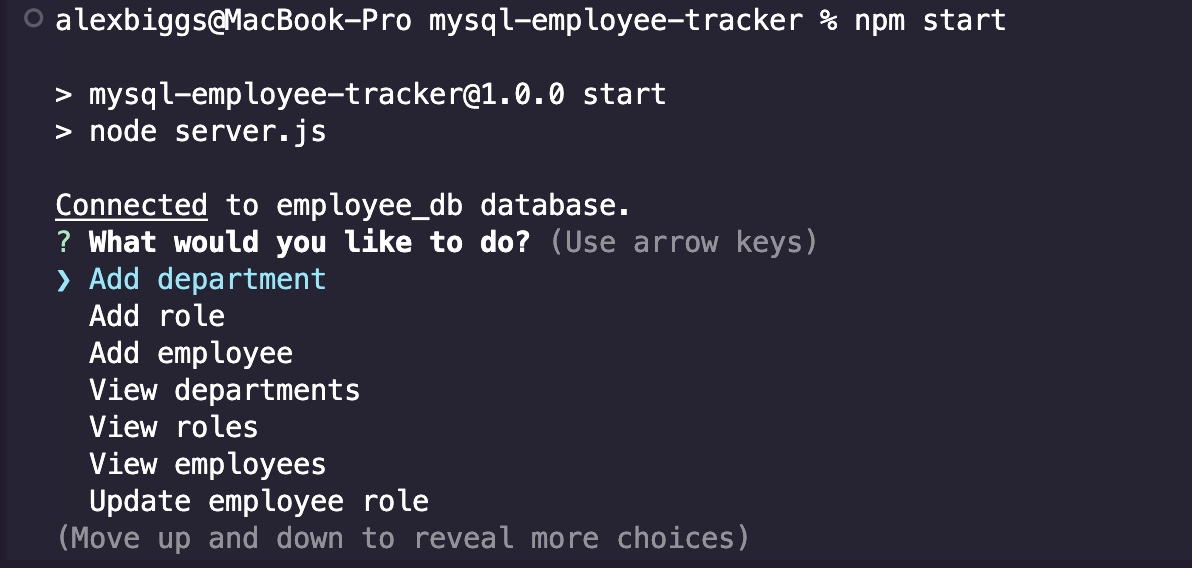 alexbiggs@MacBook-Pro mysql-employee-tracker % npm start
> mysql-employee-tracker@1.0.0 start
> node server.js
Connected to employee_db database.
? What would you like to do? (Use arrow keys)
❯ Add department
Add role
Add employee
View departments
View roles
View employees
Update employee role
(Move up and down to reveal more choices)